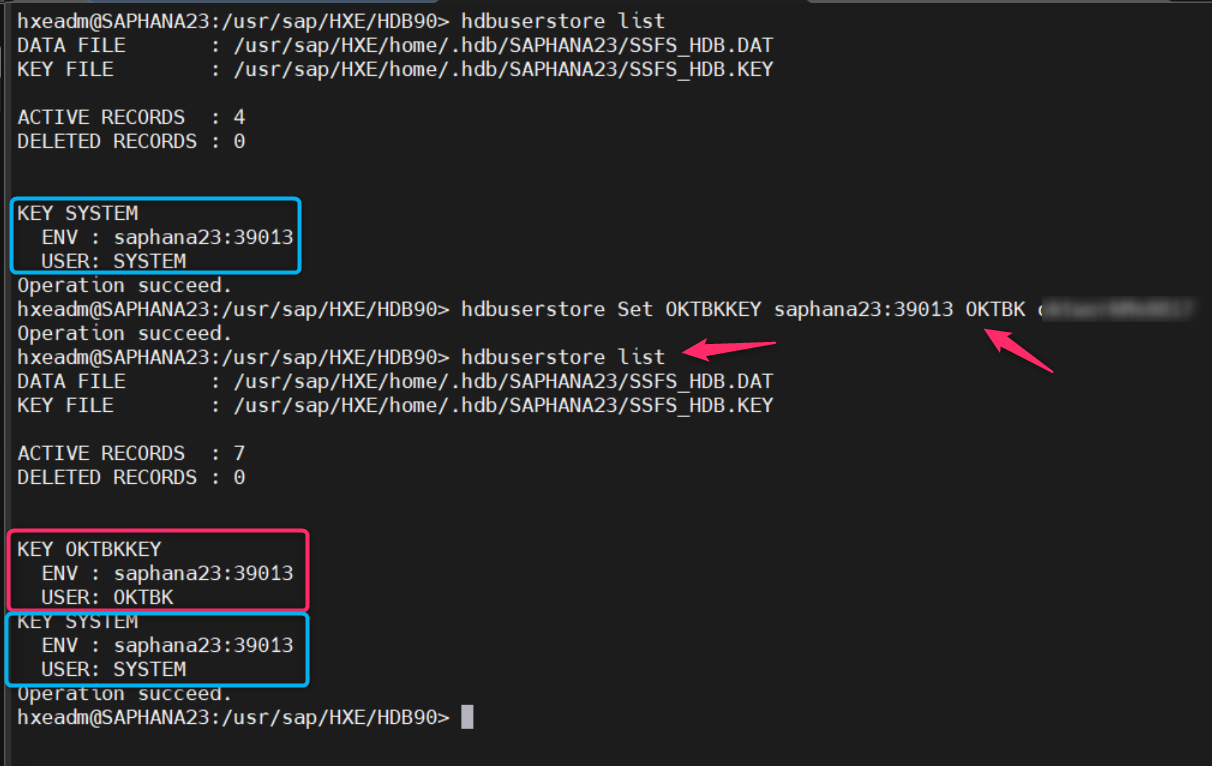 hxeadm@SAPHANA23:/usr/sap/HXE/HDB90> hdbuserstore list
DATA FILE       : /usr/sap/HXE/home/.hdb/SAPHANA23/SSFS_HDB.DAT
KEY FILE        : /usr/sap/HXE/home/.hdb/SAPHANA23/SSFS_HDB.KEY
ACTIVE RECORDS  : 4
DELETED RECORDS : 0
KEY SYSTEM
  ENV : saphana23:39013
  USER: SYSTEM
Operation succeed.
hxeadm@SAPHANA23:/usr/sap/HXE/HDB90> hdbuserstore Set OKTBKKEY saphana23:39013 OKTBK
Operation succeed.
hxeadm@SAPHANA23:/usr/sap/HXE/HDB90> hdbuserstore list
DATA FILE       : /usr/sap/HXE/home/.hdb/SAPHANA23/SSFS_HDB.DAT
KEY FILE        : /usr/sap/HXE/home/.hdb/SAPHANA23/SSFS_HDB.KEY
ACTIVE RECORDS  : 7
DELETED RECORDS : 0
KEY OKTBKKEY
  ENV : saphana23:39013
  USER: OKTBK
KEY SYSTEM
  ENV : saphana23:39013
  USER: SYSTEM
Operation succeed.
hxeadm@SAPHANA23:/usr/sap/HXE/HDB90>